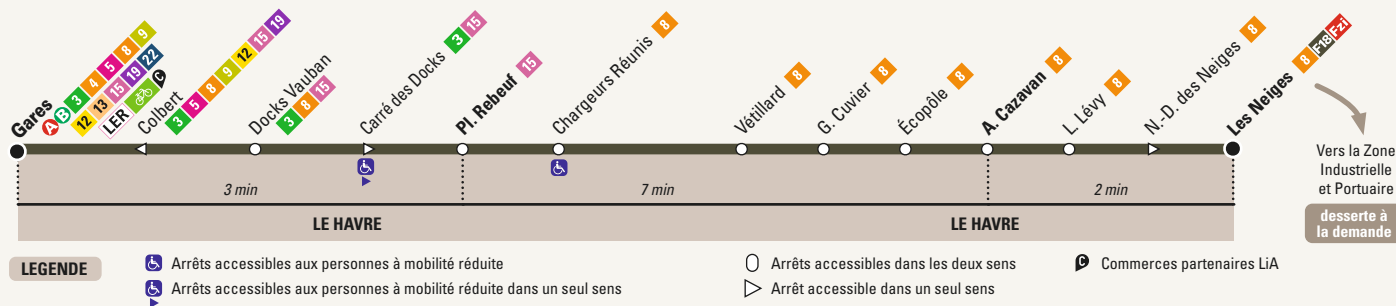 Gares
A B 3 4 5 8 9
12 13 15 19 22
LER C
Colbert
3 5 8 9 12 15 19
Docks Vauban
3 8 15
Carré des Docks 3 15
Pl. Rebeuf 15
Chargeurs Réunis 8
Vétillard 8
G. Cuvier 8
Écopôle 8
A. Cazavan 8
L. Lévy 8
N.-D. des Neiges 8
Les Neiges 8 F18 Fzi
Vers la Zone
Industrielle
et Portuaire
desserte à
la demande
3 min
7 min
2 min
LE HAVRE
LE HAVRE
LEGENDE
Arrêts accessibles aux personnes à mobilité réduite
Arrêts accessibles aux personnes à mobilité réduite dans un seul sens
Arrêts accessibles dans les deux sens
Arrêt accessible dans un seul sens
C Commerces partenaires LiA